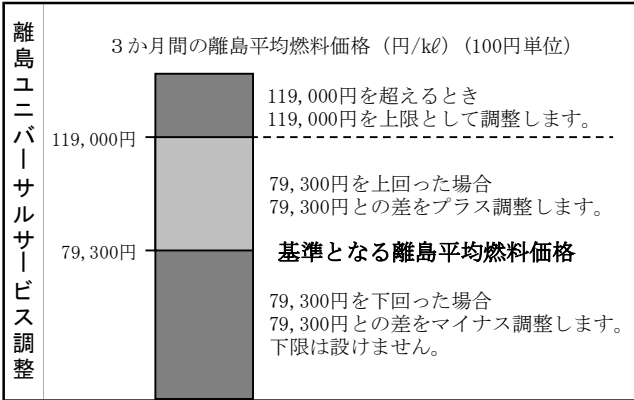 離島ユニバーサルサービス調整
３か月間の離島平均燃料価格（円/kℓ）（100円単位）
119,000円を超えるとき
119,000円を上限として調整します。
119,000円
79,300円を上回った場合
79,300円との差をプラス調整します。
79,300円
基準となる離島平均燃料価格
79,300円を下回った場合
79,300円との差をマイナス調整します。
下限は設けません。